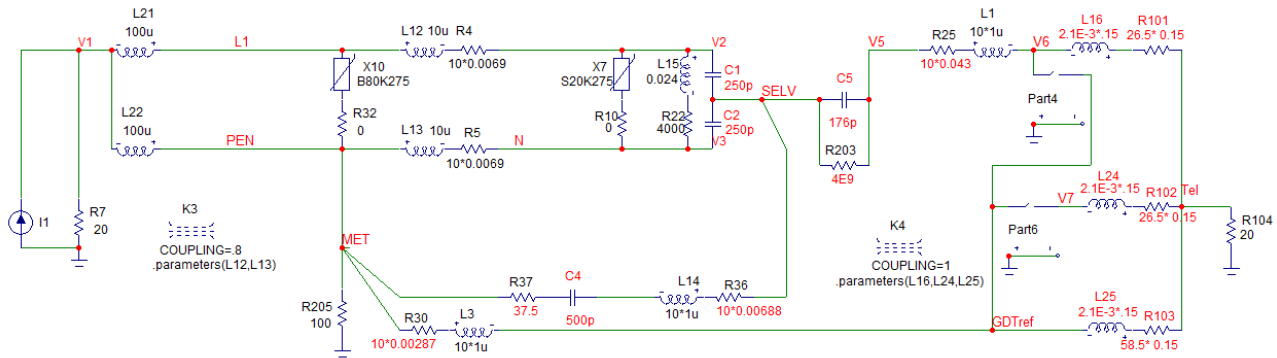 L21
100u
V1
L1
L12 10u R4
10*0.0069
X10
B80K275
R32
0
L22
100u
PEN
L13 10u
R5
10*0.0069
N
X7
S20K275
R10
0
L15
0.024
R22
4000
V2
C1
250p
C2
250p
V3
SELV
V5
C5
176p
R203
4E9
R25
10*0.043
L1
10*1u
V6
L16
2.1E-3*.15
R101
26.5* 0.15
Part4
L24
2.1E-3*.15
V7
R102
26.5* 0.15
Tel
R104
20
Part6
I1
R7
20
K3
COUPLING=.8
.parameters(L12,L13)
K4
COUPLING=1
.parameters(L16,L24,L25)
MET
R37
37.5
C4
500p
L14
10*1u
R36
10*0.00688
R205
100
R30
10*0.00287
L3
10*1u
GDTref
L25
2.1E-3*.15
R103
58.5* 0.15